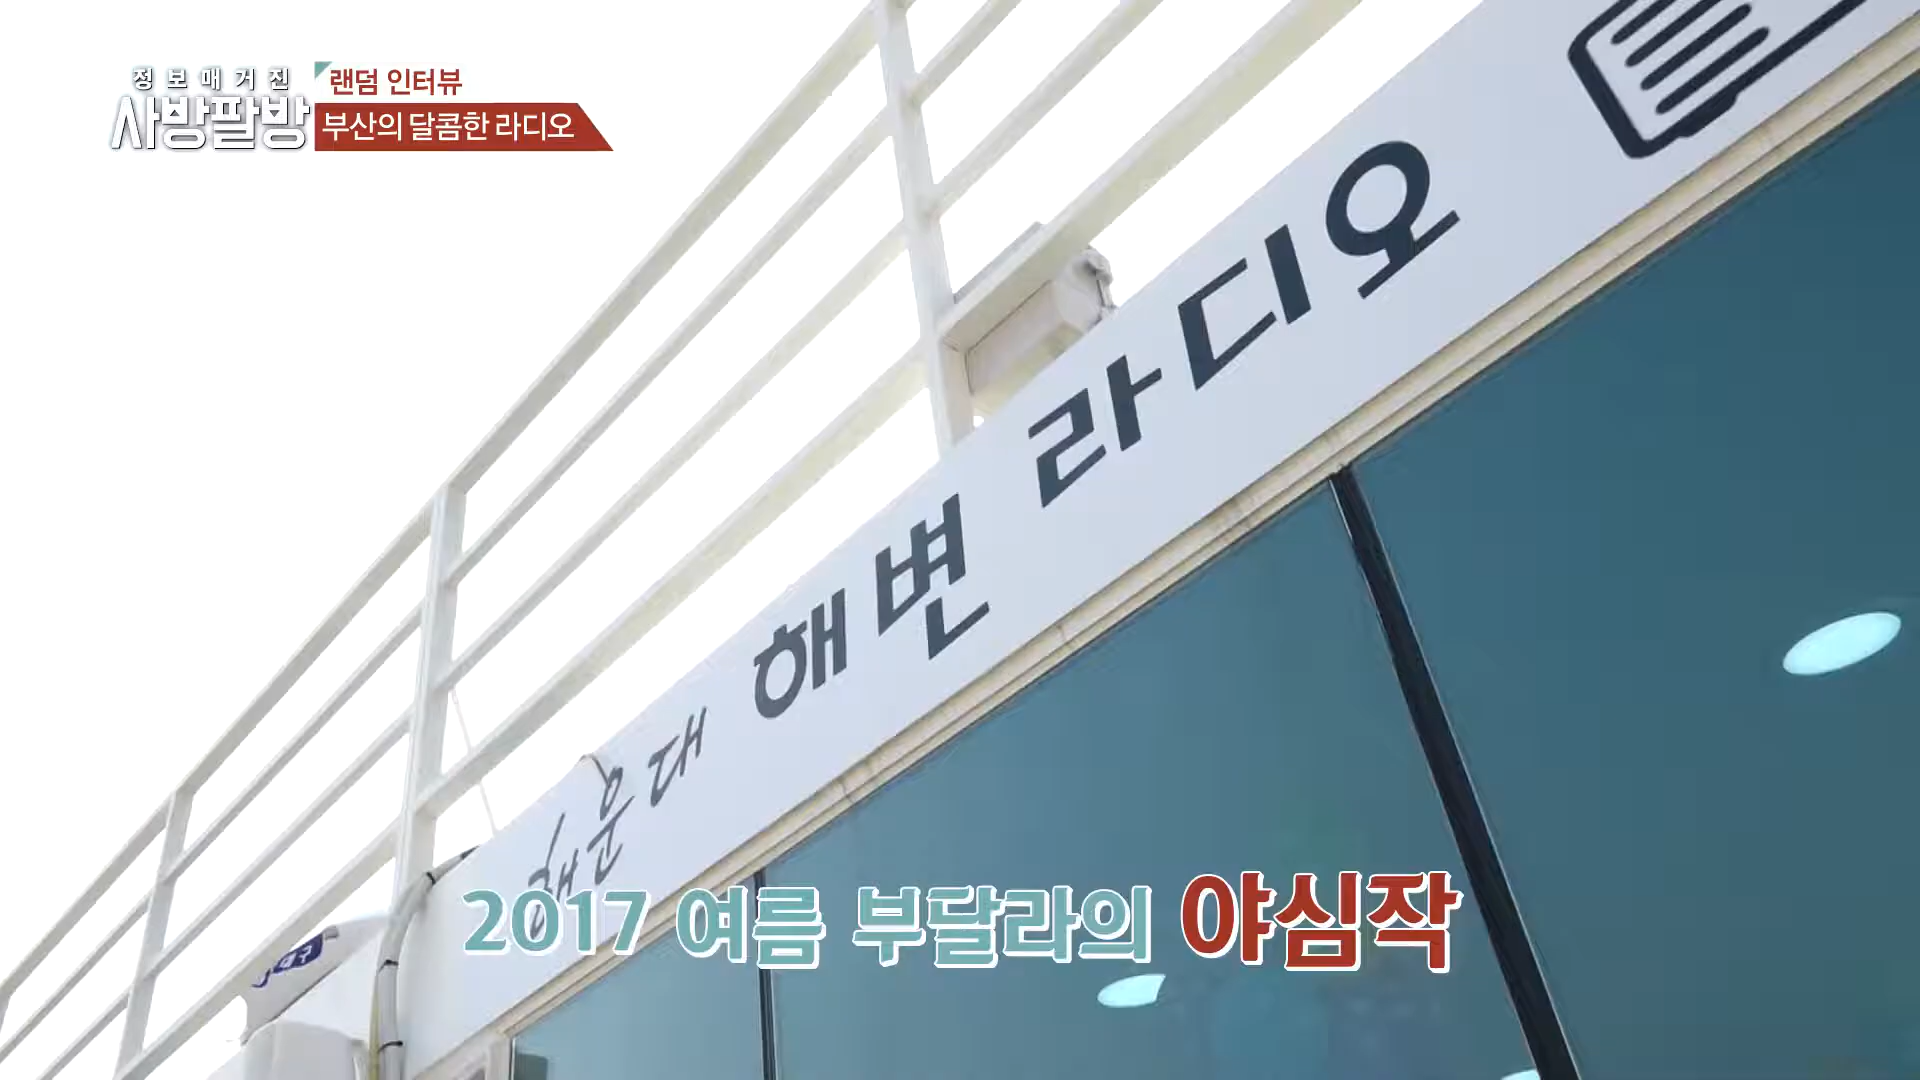 정보매거진
사방팔방
랜덤 인터뷰
부산의 달콤한 라디오
해운대 해변 라디오
대구
2017 여름 부달라의 야심작